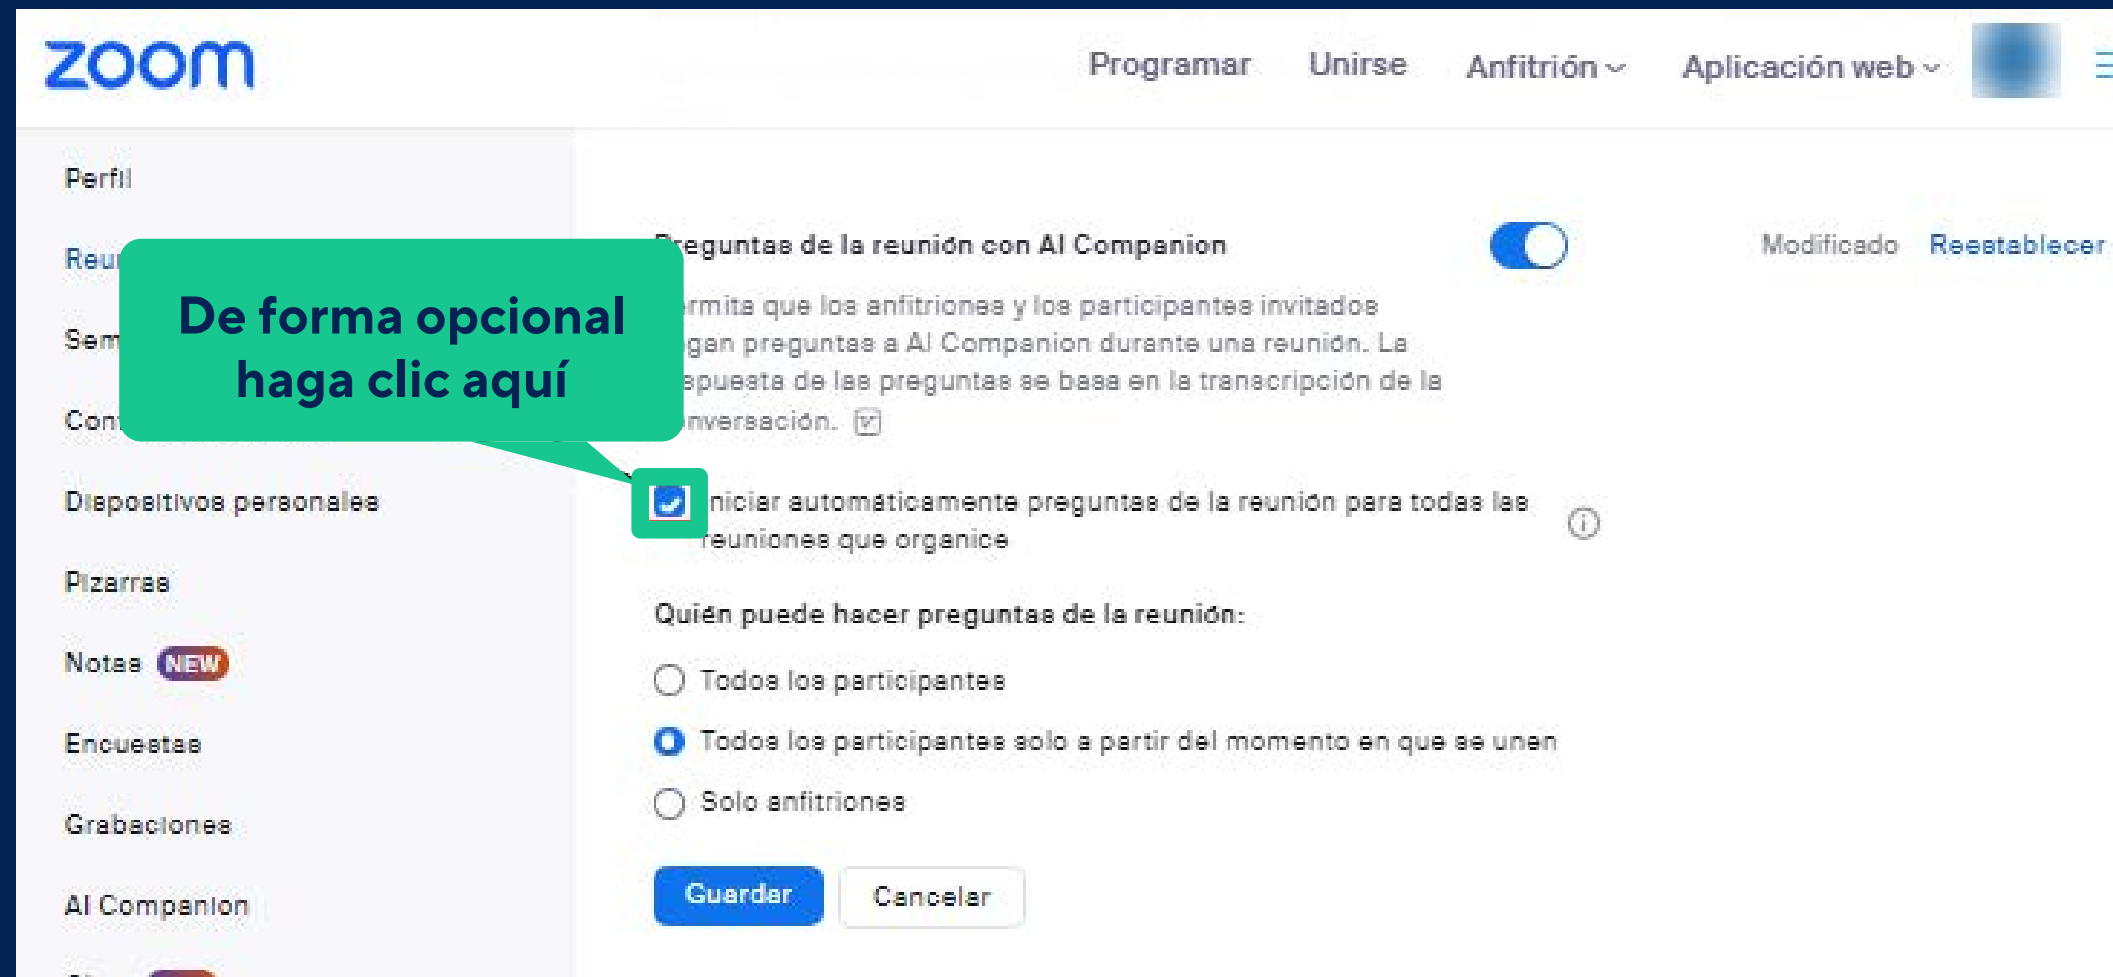 zoom
Programar Unirse Anfitrión Aplicación web
Perfil
Reu
Sem
Con
Dispositivos personales
Pizarras
Notas NEW
Encuestas
Grabaciones
AI Companion
De forma opcional
haga clic aquí
reguntas de la reunión con AI Companion
Modificado Reestablecer
rmita que los anfitriones y los participantes invitados
gan preguntas a AI Companion durante una reunión. La
spuesta de las preguntas se basa en la transcripción de la
nversación.
niciar automáticamente preguntas de la reunión para todas las
reuniones que organice
Quién puede hacer preguntas de la reunión:
Todos los participantes
Todos los participantes solo a partir del momento en que se unen
Solo anfitriones
Guardar Cancelar